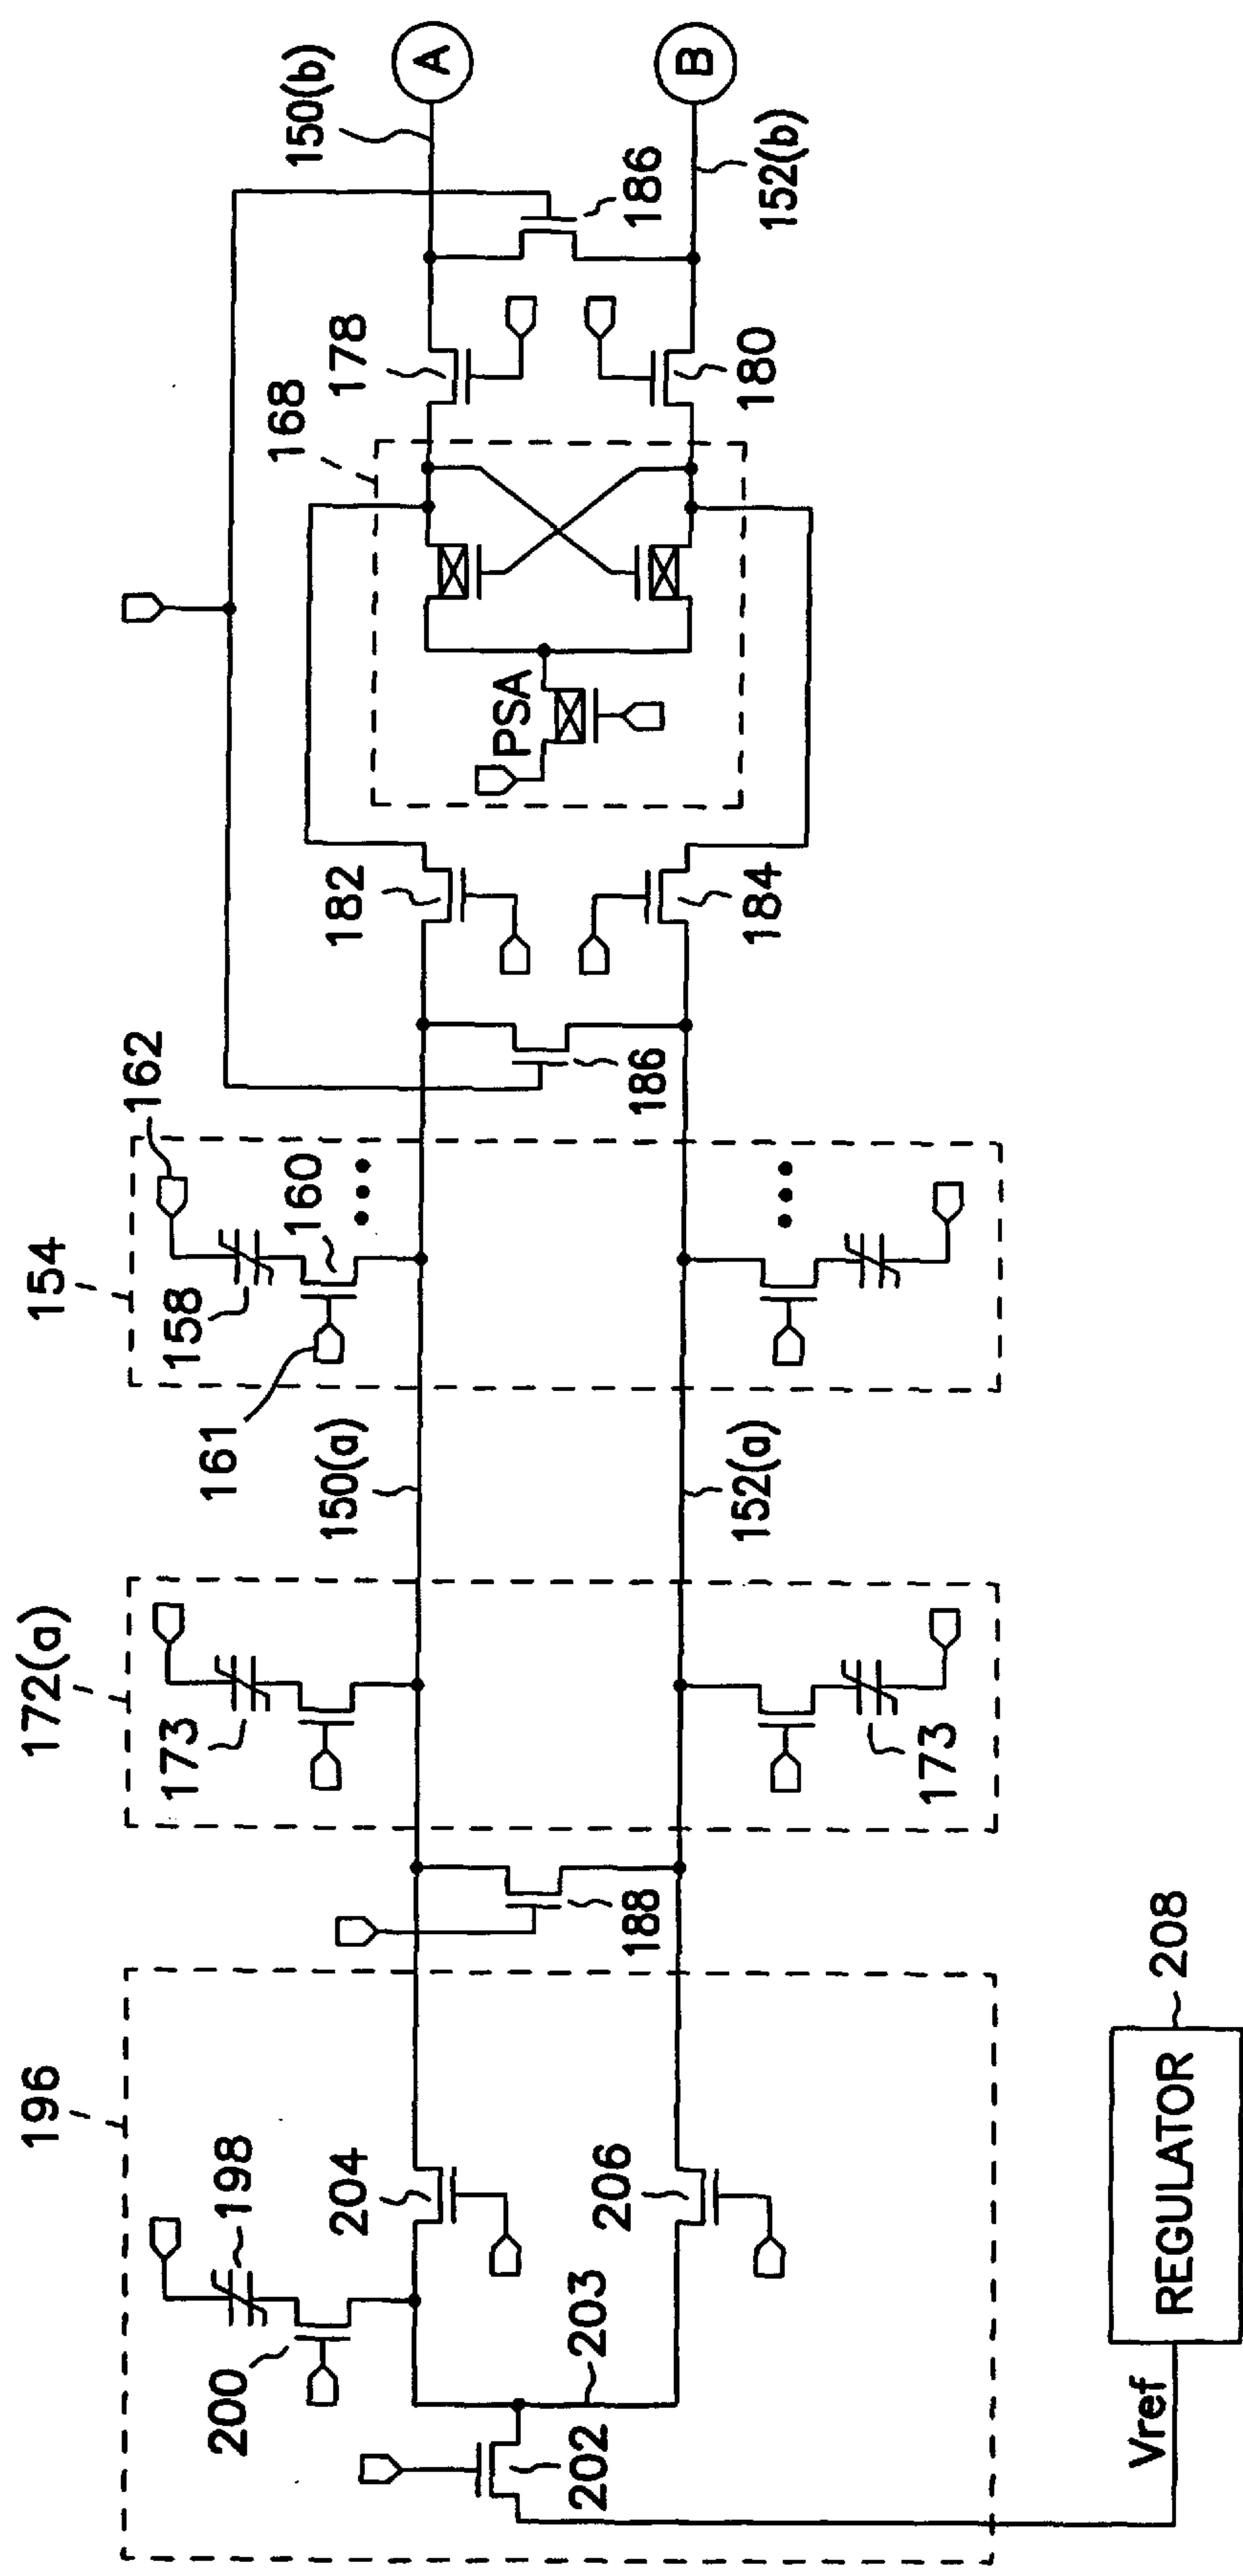 A
B
150(b)
152(b)
186
178
180
168
PSA
182
184
186
162
160
154
158
161
150(a)
152(a)
172(a)
173
173
188
196
198
204
206
200
203
202
208
REGULATOR
Vref